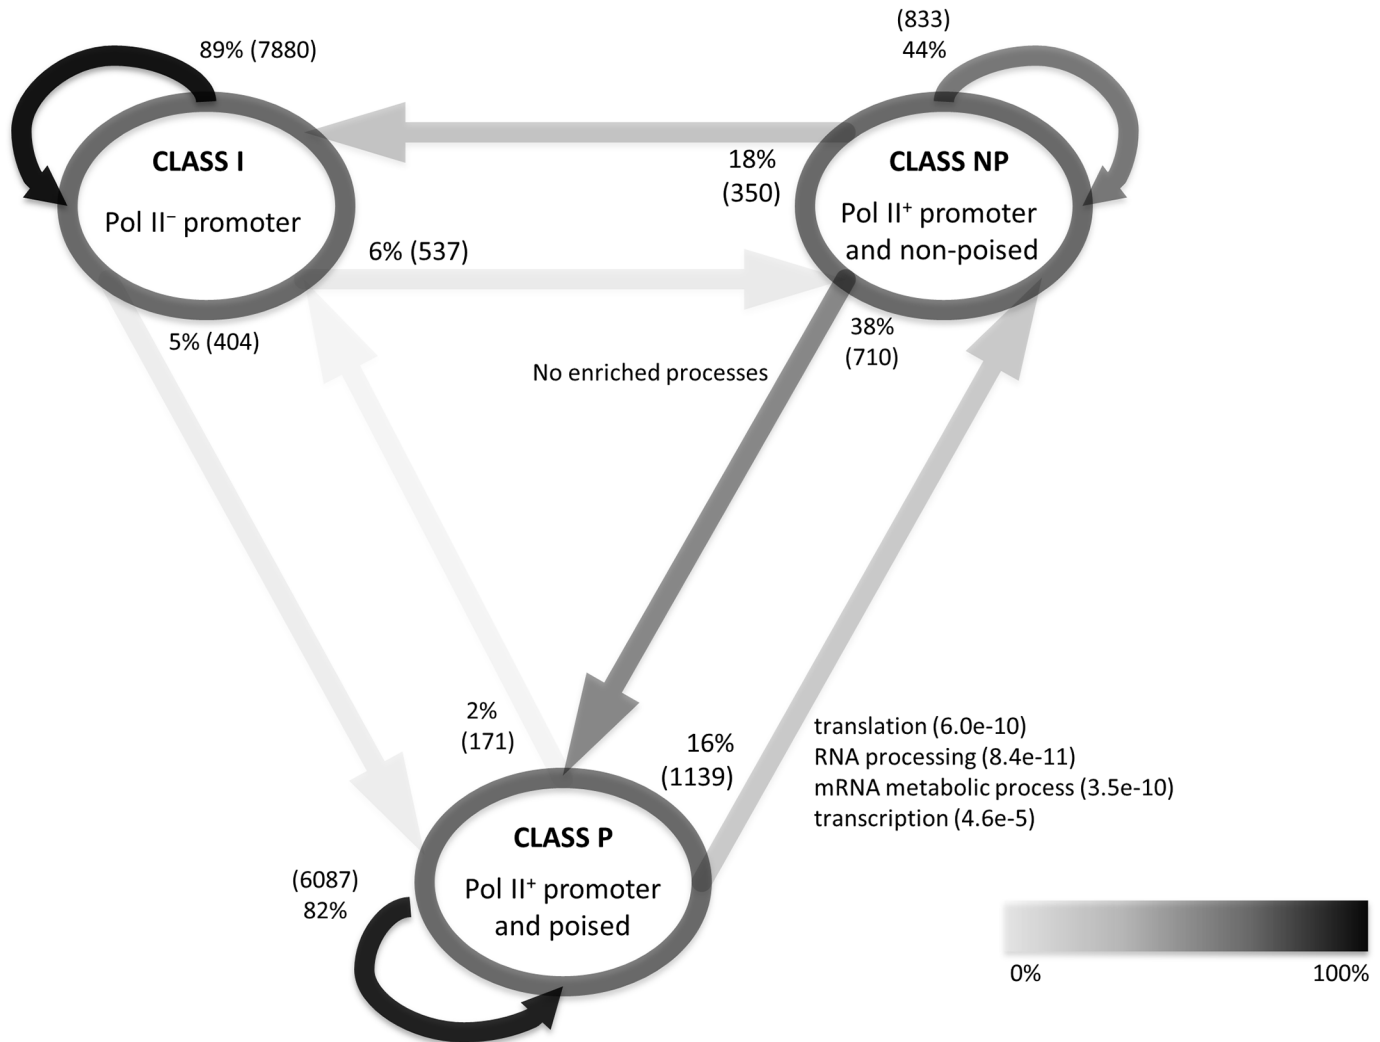 (833)
44%
89% (7880)
CLASS I
Pol II⁻ promoter
CLASS NP
Pol II⁺ promoter
and non-poised
18%
(350)
6% (537)
5% (404)
38%
(710)
No enriched processes
2%
(171)
16%
(1139)
translation (6.0e-10)
RNA processing (8.4e-11)
mRNA metabolic process (3.5e-10)
transcription (4.6e-5)
CLASS P
Pol II⁺ promoter
and poised
(6087)
82%
0% 100%